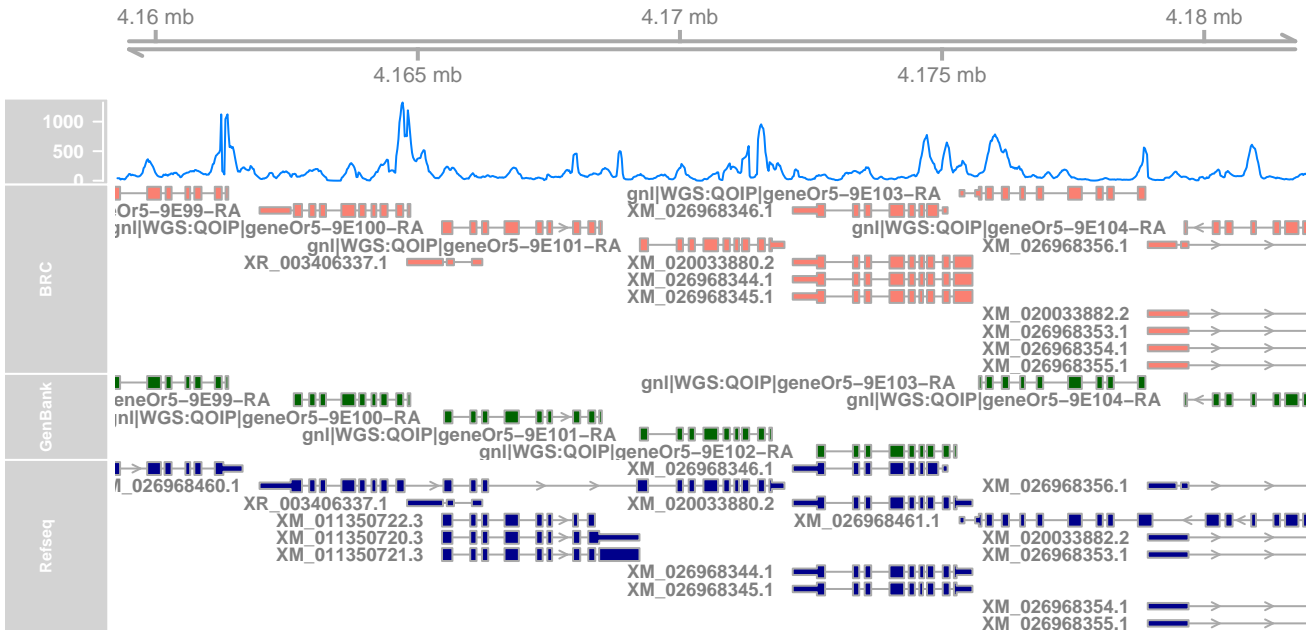 4.16 mb 4.17 mb 4.18 mb
4.165 mb 4.175 mb
1000
500
0
BRC
gnl|WGS:QOIP|geneOr5–9E103–RA
eOr5–9E99–RA XM_026968346.1
gnl|WGS:QOIP|geneOr5–9E100–RA gnl|WGS:QOIP|geneOr5–9E104–RA
gnl|WGS:QOIP|geneOr5–9E101–RA XM_026968356.1
XR_003406337.1 XM_020033880.2
XM_026968344.1
XM_026968345.1
XM_020033882.2
XM_026968353.1
XM_026968354.1
XM_026968355.1
GenBank
gnl|WGS:QOIP|geneOr5–9E103–RA
eneOr5–9E99–RA gnl|WGS:QOIP|geneOr5–9E104–RA
gnl|WGS:QOIP|geneOr5–9E100–RA
gnl|WGS:QOIP|geneOr5–9E101–RA
gnl|WGS:QOIP|geneOr5–9E102–RA
Refseq
XM_026968346.1
M_026968460.1 XM_026968356.1
XR_003406337.1 XM_020033880.2
XM_011350722.3 XM_026968461.1
XM_011350720.3 XM_020033882.2
XM_011350721.3 XM_026968353.1
XM_026968344.1
XM_026968345.1
XM_026968354.1
XM_026968355.1